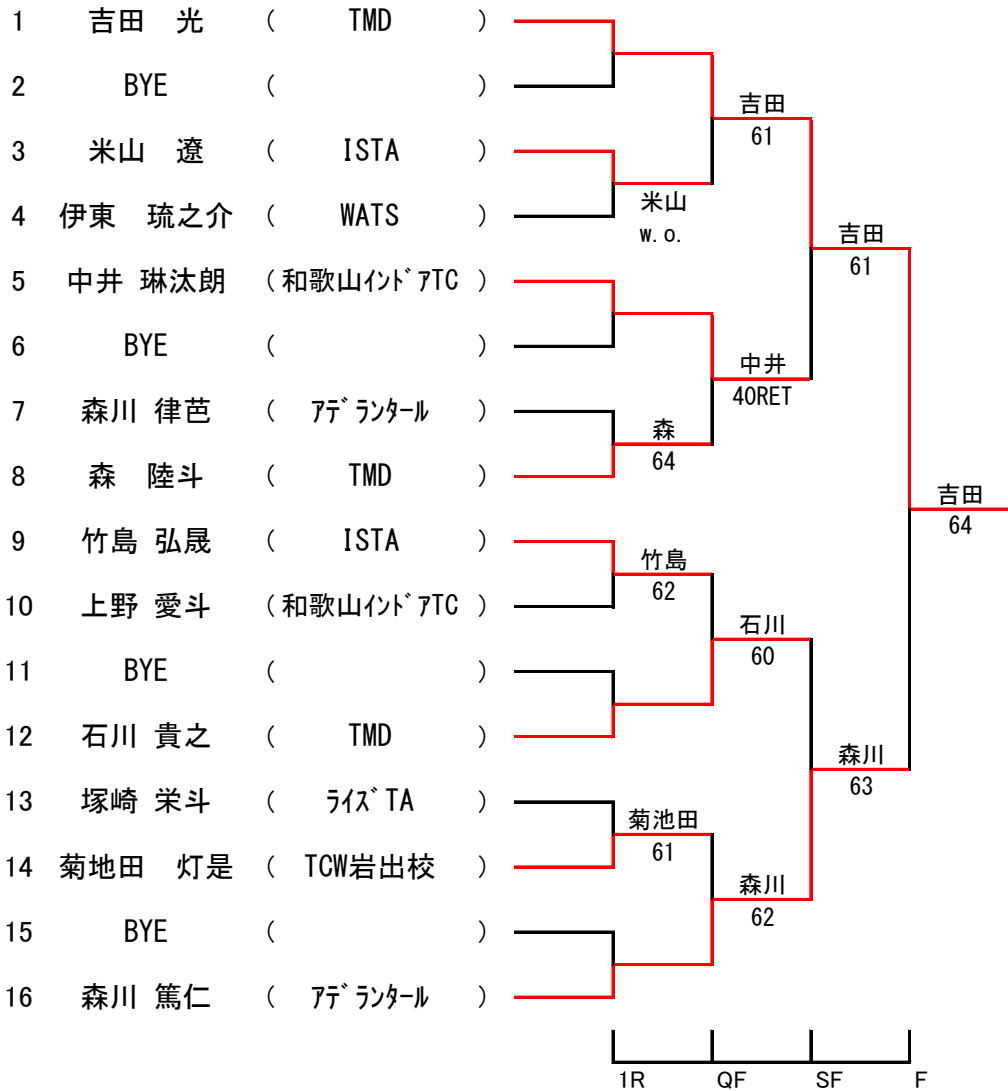 1 吉田 光 ( TMD )
2 BYE ( )
吉田
61
3 米山 遼 ( ISTA )
米山
w.o.
4 伊東 琉之介 ( WATS )
吉田
61
5 中井 琳汰朗 ( 和歌山ｲﾝﾄﾞｱTC )
6 BYE ( )
中井
40RET
7 森川 律芭 ( ｱﾃﾞﾗﾝﾀｰﾙ )
森
64
8 森 陸斗 ( TMD )
吉田
64
9 竹島 弘晟 ( ISTA )
竹島
62
10 上野 愛斗 ( 和歌山ｲﾝﾄﾞｱTC )
石川
60
11 BYE ( )
12 石川 貴之 ( TMD )
森川
63
13 塚崎 栄斗 ( ﾗｲｽﾞTA )
菊池田
61
14 菊地田 灯是 ( TCW岩出校 )
森川
62
15 BYE ( )
16 森川 篤仁 ( ｱﾃﾞﾗﾝﾀｰﾙ )
1R QF SF F